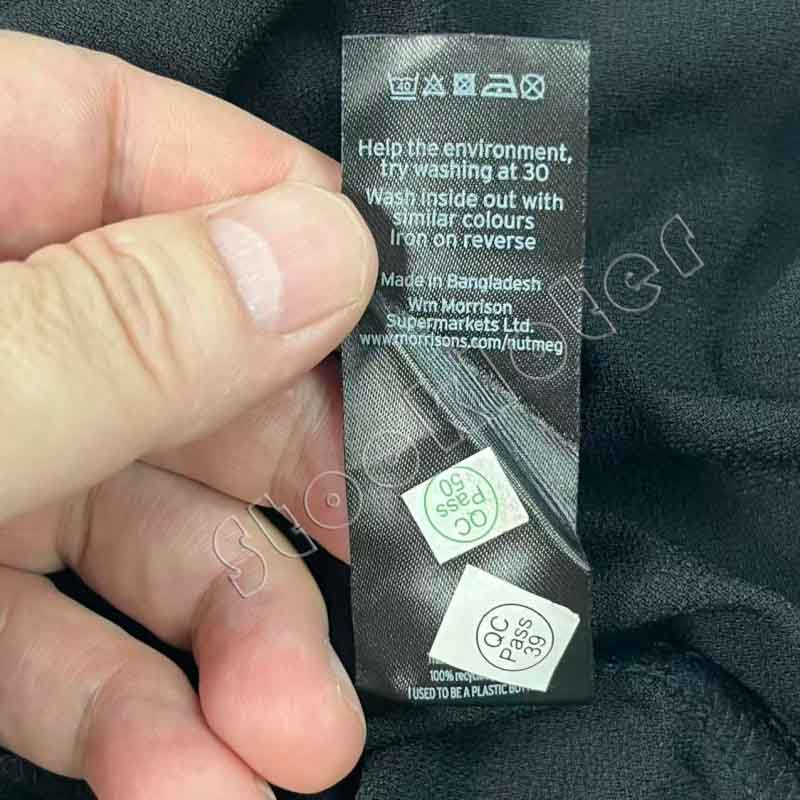 40
Help the environment,
try washing at 30
Wash inside out with
similar colours
Iron on reverse
Made in Bangladesh
Wm Morrison
Supermarkets Ltd.
www.morrisons.com/nutmeg
QC
Pass
50
QC
Pass
39
100%
I USED TO BE A PLASTIC